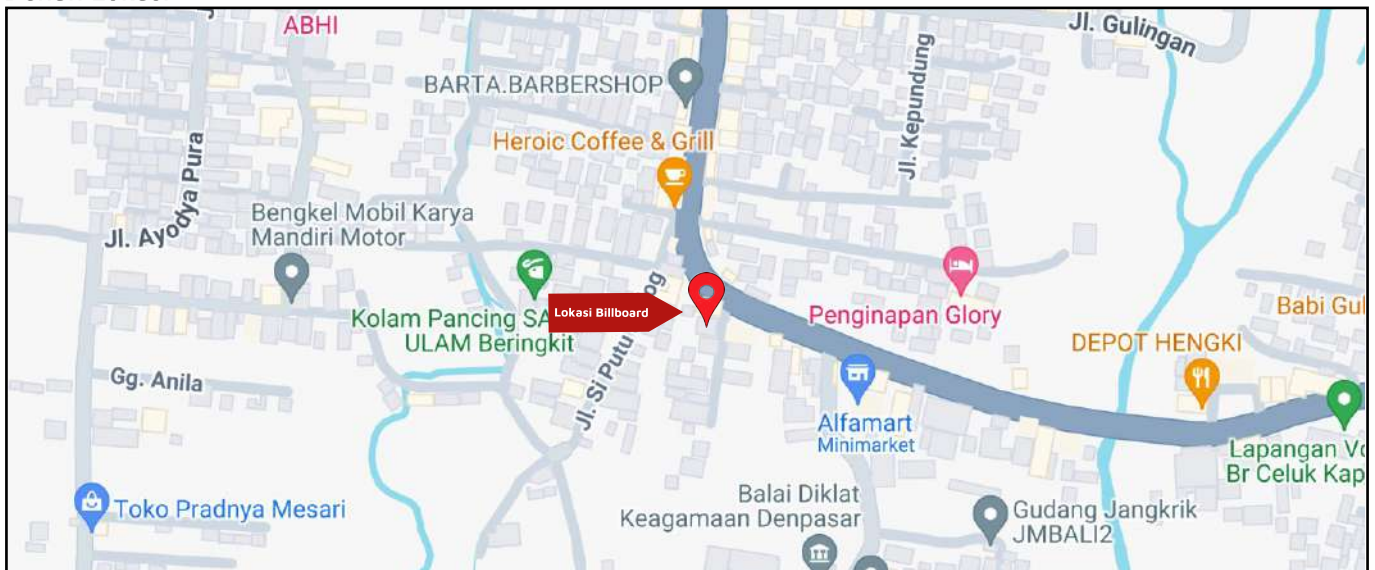 ABHI
Jl. Gulingan
BARTA.BARBERSHOP
Jl. Kepundung
Heroic Coffee & Grill
Jl. Ayodya Pura
Bengkel Mobil Karya
Mandiri Motor
Penginapan Glory
Babi Gul
Lokasi Billboard
Kolam Pancing SA
ULAM Beringkit
Jl. Si Putu
og
DEPOT HENGKI
Gg. Anila
Alfamart
Minimarket
Lapangan Vo
Br Celuk Kap
Toko Pradnya Mesari
Balai Diklat
Keagamaan Denpasar
Gudang Jangkrik
JMBALI2